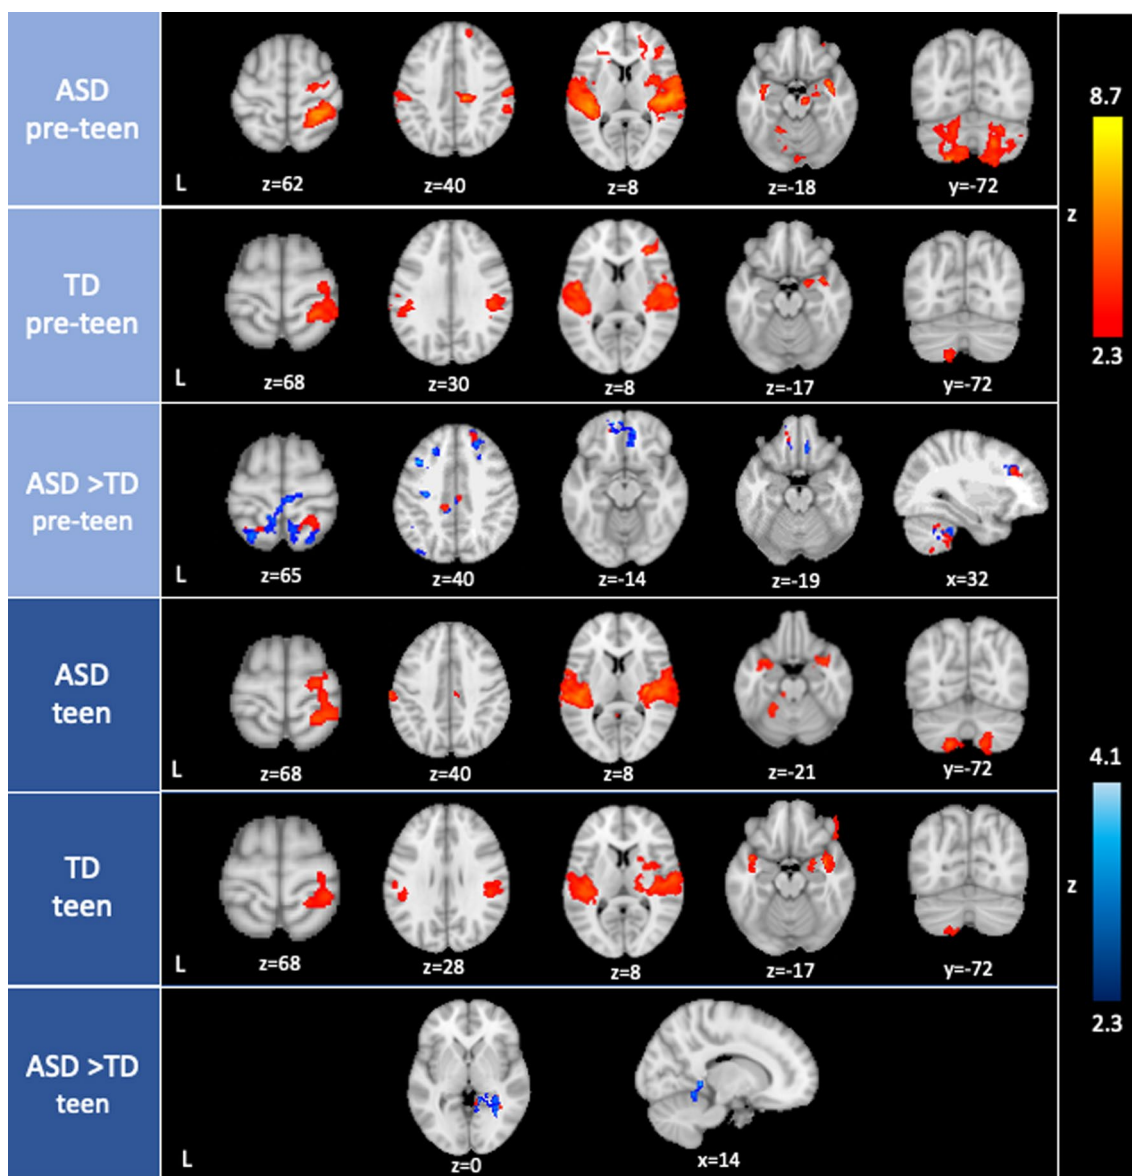 ASD
pre-teen
L
z=62
z=40
z=8
z=-18
y=-72
TD
pre-teen
L
z=68
z=30
z=8
z=-17
y=-72
ASD >TD
pre-teen
L
z=65
z=40
z=-14
z=-19
x=32
ASD
teen
L
z=68
z=40
z=8
z=-21
y=-72
TD
teen
L
z=68
z=28
z=8
z=-17
y=-72
ASD >TD
teen
L
z=0
x=14
8.7
z
2.3
4.1
z
2.3